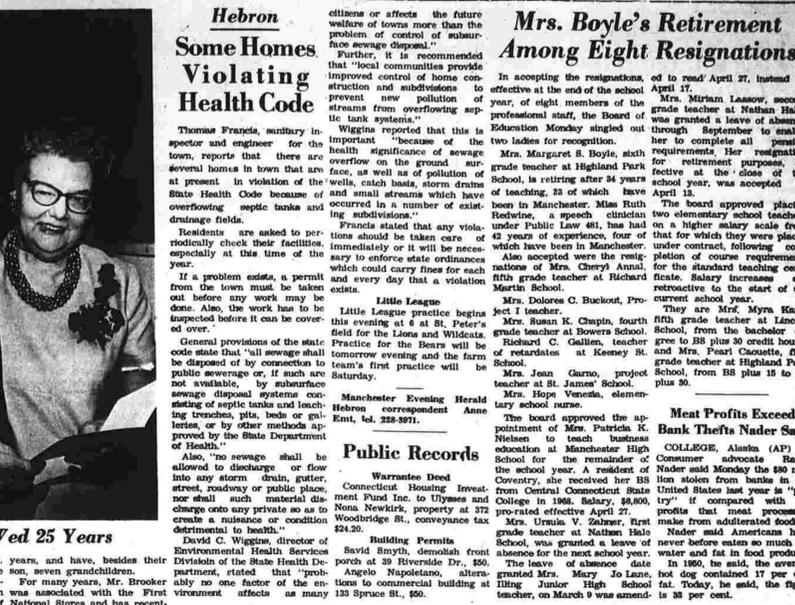 Wed 25 Years
. years, and have, besides their
son, seven grandchildren.
For many years, Mr. Brooker
was associated with the First
National Stores and has recent-
Hebron
Some Homes
Violating
Health Code
Thomas Francis, sanitary in-
spector and engineer for the
town, reports that there are
several homes in town that are
at present in violation of the
State Health Code because of
overflowing septic tanks and
drainage fields.
Residents are asked to pe-
riodically check their facilities,
especially at this time of the
year.
If a problem exists, a permit
from the town must be taken
out before any work may be
done. Also, the work has to be
inspected before it can be cover-
ed over.
General provisions of the state
code state that "all sewage shall
be disposed of by connection to
public sewerage or, if such are
not available, by subsurface
sewage disposal systems con-
sisting of septic tanks and leach-
ing trenches, pits, beds or gal-
leries, or by other methods ap-
proved by the State Department
of Health."
Also, "no sewage shall be
allowed to discharge or flow
into any storm drain, gutter,
street, roadway or public place,
nor shall such material dis-
charge onto any private so as to
create a nuisance or condition
detrimental to health."
David C. Wiggins, director of
Environmental Health Services
Divisioin of the State Health De-
partment, stated that "prob-
ably no one factor of the en-
vironment affects as many
citizens or affects the future
welfare of towns more than the
problem of control of subsur-
face sewage disposal."
Further, it is recommended
that "local communities provide
improved control of home con-
struction and subdivisions to
prevent new pollution of
streams from overflowing sep-
tic tank systems."
Wiggins reported that this is
important "because of the
health significance of sewage
overflow on the ground sur-
face, as well as of pollution of
wells, catch basis, storm drains
and small streams which have
occurred in a number of exist-
ing subdivisions."
Francis stated that any viola-
tions should be taken care of
immediately or it will be neces-
sary to enforce state ordinances
which could carry fines for each
and every day that a violation
exists.
Little League
Little League practice begins
this evening at 6 at St. Peter's
field for the Lions and Wildcats.
Practice for the Bears will be
tomorrow evening and the farm
team's first practice will be
Saturday.
Manchester Evening Herald
Hebron correspondent Anne
Emt, tel. 228-3971.
Public Records
Warrantee Deed
Connecticut Housing Invest-
ment Fund Inc. to Ulysses and
Nona Newkirk, property at 372
Woodbridge St., conveyance tax
$24.20.
Building Permits
Savid Smyth, demolish front
porch at 39 Riverside Dr., $50.
Angelo Napoletano, altera-
tions to commercial building at
133 Spruce St., $50.
Mrs. Boyle's Retirement
Among Eight Resignations
In accepting the resignations,
effective at the end of the school
year, of eight members of the
professional staff, the Board of
Education Monday singled out
two ladies for recognition.
Mrs. Margaret S. Boyle, sixth
grade teacher at Highland Park
School, is retiring after 34 years
of teaching, 23 of which have
been in Manchester. Miss Ruth
Redwine, a speech clinician
under Public Law 481, has had
42 years of experience, four of
which have been in Manchester.
Also accepted were the resig-
nations of Mrs. Cheryl Annal,
fifth grade teacher at Richard
Martin School.
Mrs. Dolores C. Buckout, Pro-
ject I teacher.
Mrs. Susan K. Chapin, fourth
grade teacher at Bowers School.
Richard C. Gallien, teacher
of retardates at Keeney St.
School.
Mrs. Jean Garno, project
teacher at St. James' School.
Mrs. Hope Venezia, elemen-
tary school nurse.
The board approved the ap-
pointment of Mrs. Patricia K.
Nielsen to teach business
education at Manchester High
School for the remainder of
the school year. A resident of
Coventry, she received her BS
from Central Connecticut State
College in 1968. Salary, $6,800,
pro-rated effective April 27.
Mrs. Ursula V. Zahner, first
grade teacher at Nathan Hale
School, was granted a leave of
absence for the next school year.
The leave of absence date
granted Mrs. Mary Jo Lane,
Illing Junior High School
teacher, on March 9 was amend-
ed to read April 27, instead
April 17.
Mrs. Miriam Lassow, seco
grade teacher at Nathan Ha
was granted a leave of absen
through September to enab
her to complete all pensi
requirements. Her resignati
for retirement purposes,
fective at the close of t
school year, was accepted
April 13.
The board approved placi
two elementary school teache
on a higher salary scale fro
that for which they were plac
under contract, following co
pletion of course requiremen
for the standard teaching ce
ficate. Salary increases
retroactive to the start of
current school year.
They are Mrs. Myra Ka
fifth grade teacher at Linco
School, from the bachelor
gree to BS plus 30 credit hou
and Mrs. Pearl Caouette, fi
grade teacher at Highland P
School, from BS plus 15 to
plus 30.
Meat Profits Exceed
Bank Thefts Nader Sa
COLLEGE, Alaska (AP)
Consumer advocate Ra
Nader said Monday the $80 m
lion stolen from banks in
United States last year is "p
try" if compared with
profits that meat proces
make from adulterated food
Nader said Americans h
never before eaten so much
water and fat in food produ
In 1950, he said, the aver
hot dog contained 17 per
fat. Today, he said, the fig
is 33 per cent.